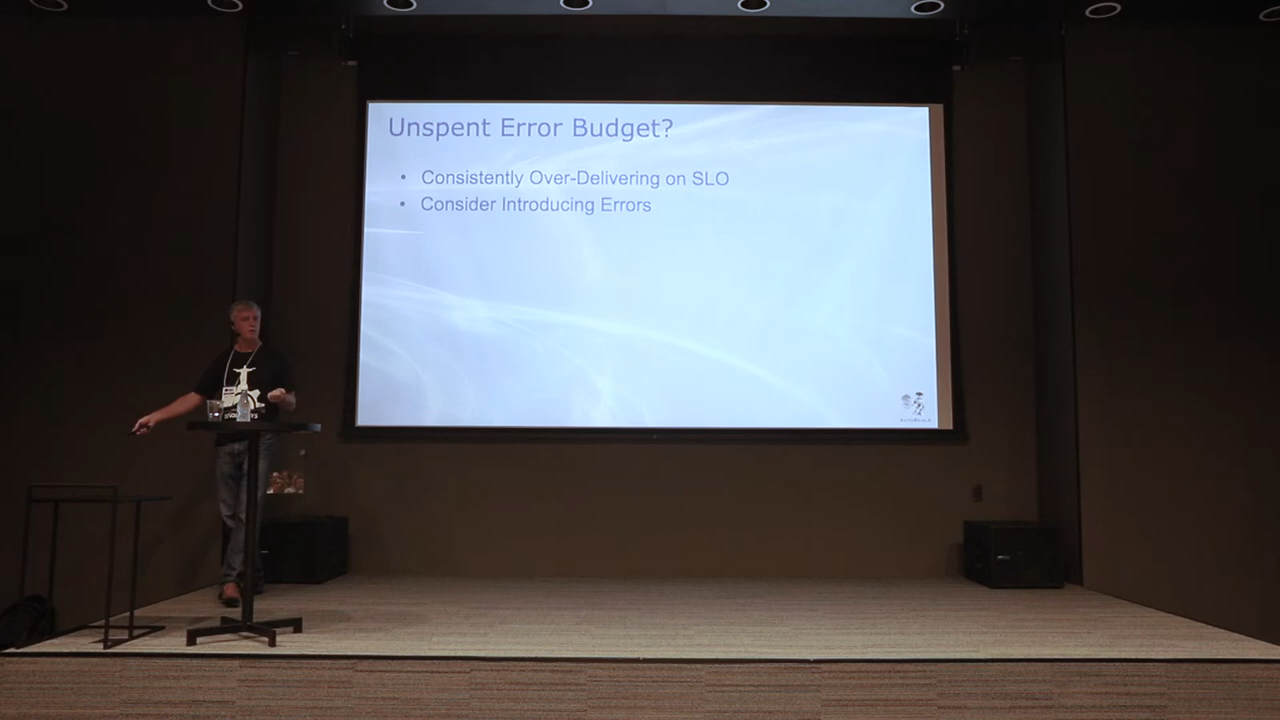 Unspent Error Budget?
• Consistently Over-Delivering on SLO
• Consider Introducing Errors